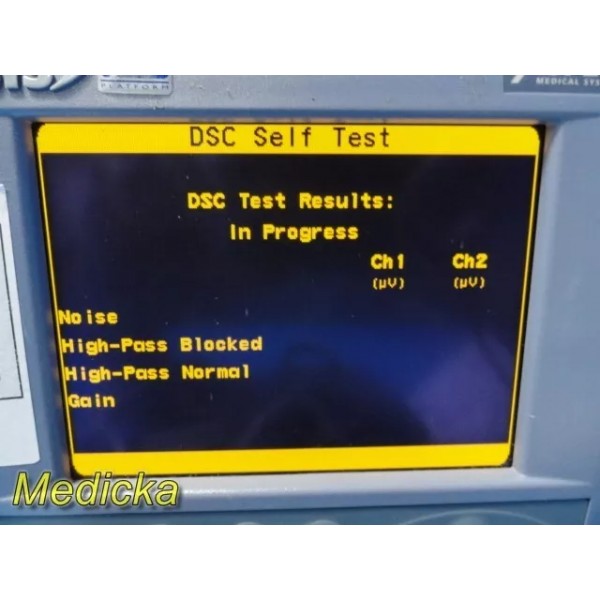 PLATFORM
MEDICAL SYS
DSC Self Test
DSC Test Results:
In Progress
Ch1 Ch2
(µV) (µV)
Noise
High-Pass Blocked
High-Pass Normal
Gain
Medicka